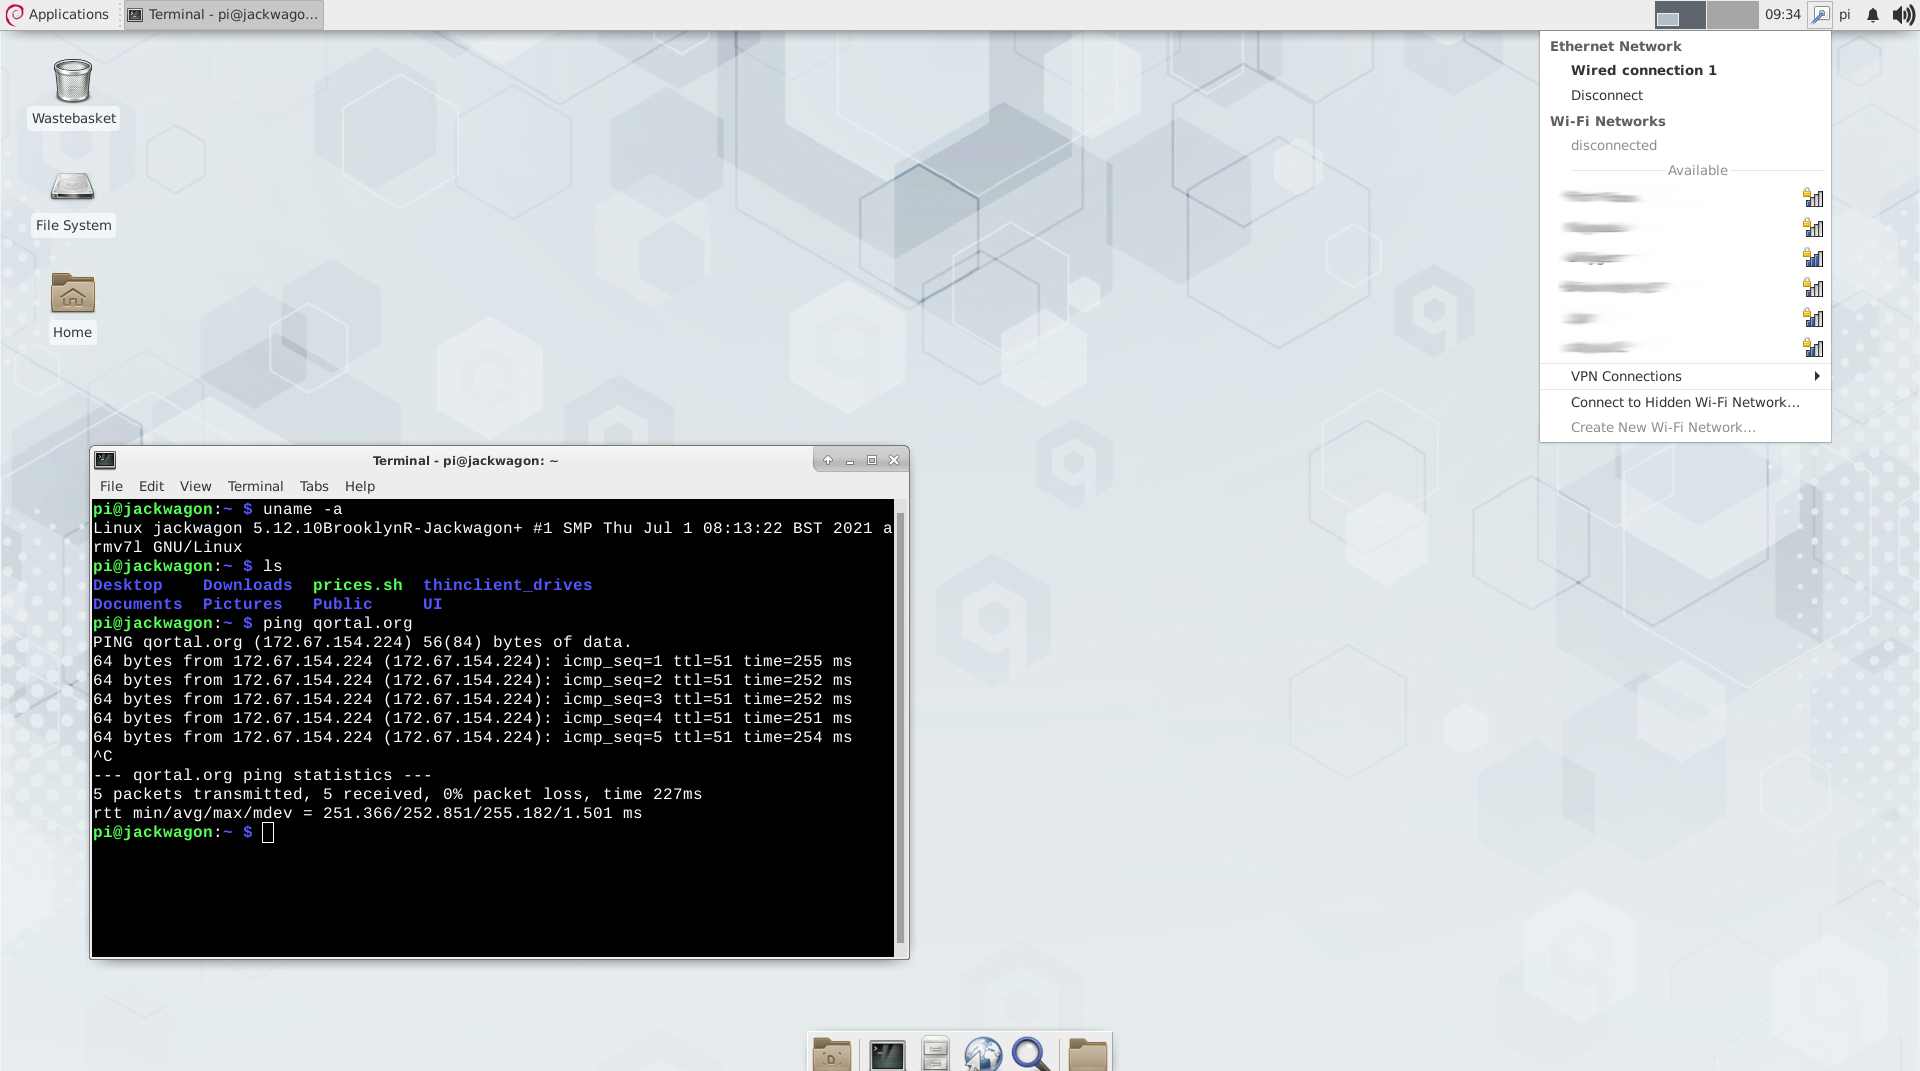 Applications
Terminal - pi@jackwago...
09:34
pi
Wastebasket
File System
Home
Ethernet Network
Wired connection 1
Disconnect
Wi-Fi Networks
disconnected
Available
VPN Connections
Connect to Hidden Wi-Fi Network...
Create New Wi-Fi Network...
Terminal - pi@jackwagon: ~
File Edit View Terminal Tabs Help
pi@jackwagon:~ $ uname -a
Linux jackwagon 5.12.10BrooklynR-Jackwagon+ #1 SMP Thu Jul 1 08:13:22 BST 2021 a
rmv7l GNU/Linux
pi@jackwagon:~ $ ls
Desktop Downloads prices.sh thinclient_drives
Documents Pictures Public UI
pi@jackwagon:~ $ ping qortal.org
PING qortal.org (172.67.154.224) 56(84) bytes of data.
64 bytes from 172.67.154.224 (172.67.154.224): icmp_seq=1 ttl=51 time=255 ms
64 bytes from 172.67.154.224 (172.67.154.224): icmp_seq=2 ttl=51 time=252 ms
64 bytes from 172.67.154.224 (172.67.154.224): icmp_seq=3 ttl=51 time=252 ms
64 bytes from 172.67.154.224 (172.67.154.224): icmp_seq=4 ttl=51 time=251 ms
64 bytes from 172.67.154.224 (172.67.154.224): icmp_seq=5 ttl=51 time=254 ms
^C
--- qortal.org ping statistics ---
5 packets transmitted, 5 received, 0% packet loss, time 227ms
rtt min/avg/max/mdev = 251.366/252.851/255.182/1.501 ms
pi@jackwagon:~ $